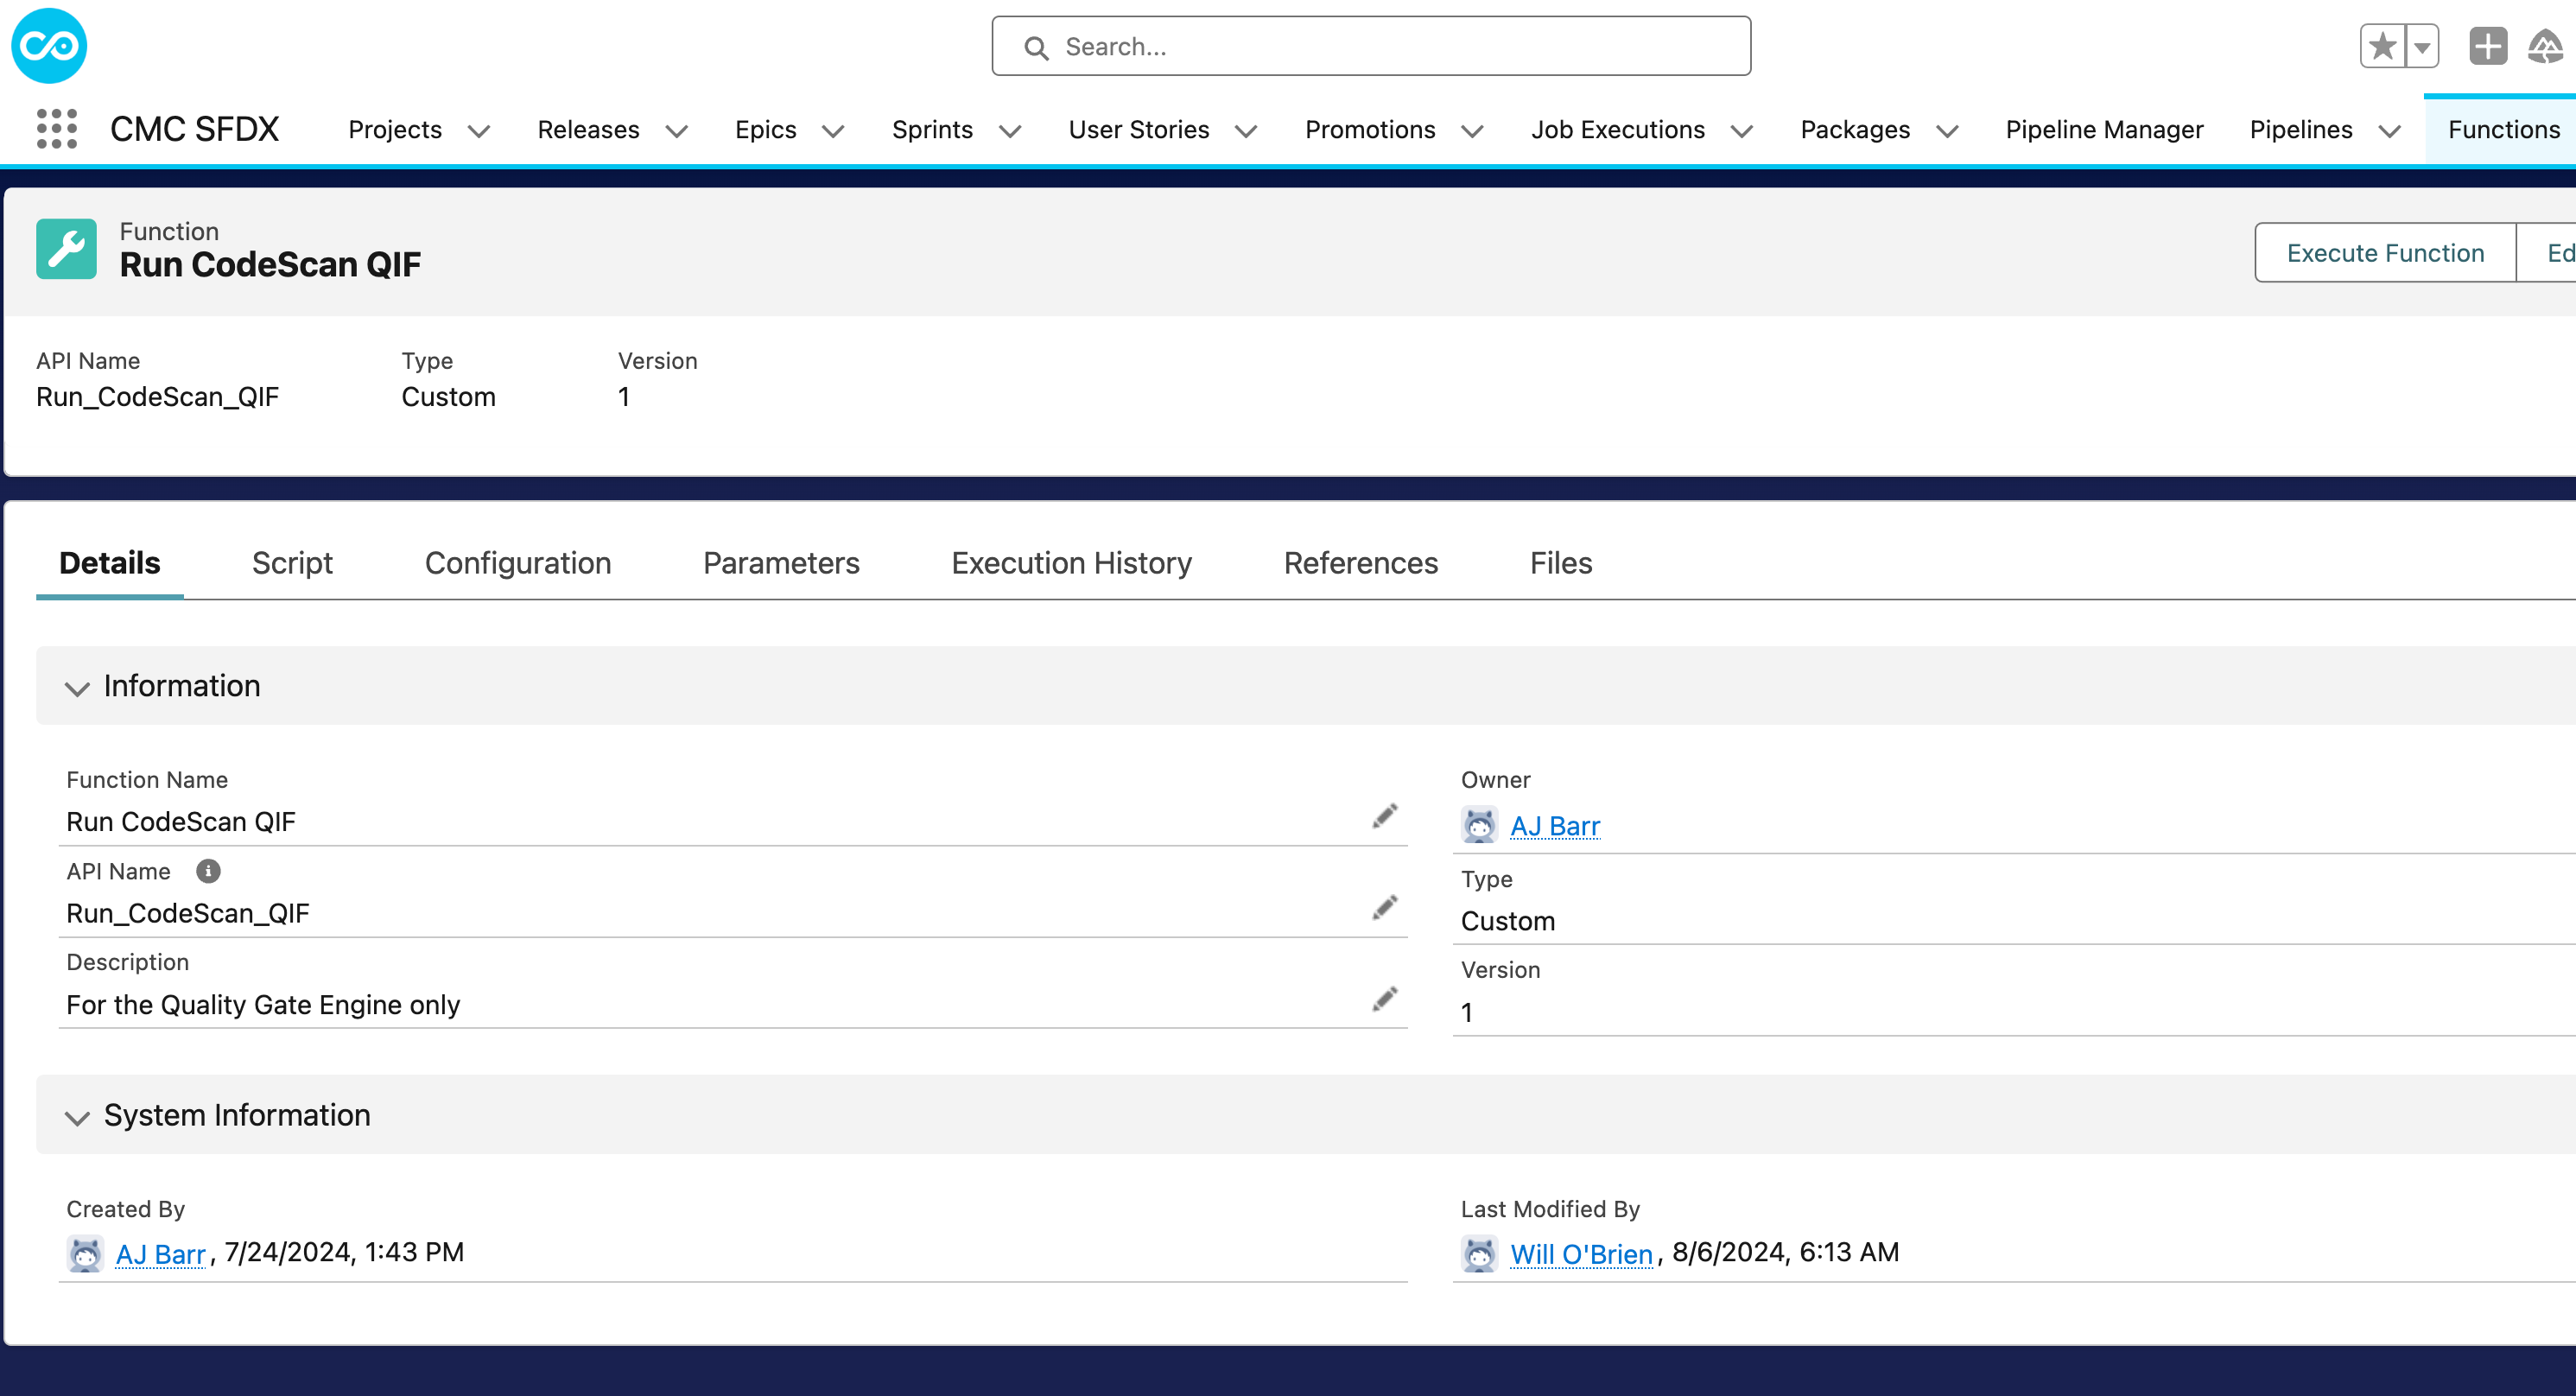 Search...
CMC SFDX Projects Releases Epics Sprints User Stories Promotions Job Executions Packages Pipeline Manager Pipelines Functions
Function
Run CodeScan QIF
Execute Function Ed
API Name Type Version
Run_CodeScan_QIF Custom 1
Details Script Configuration Parameters Execution History References Files
Information
Function Name
Run CodeScan QIF
Owner
AJ Barr
API Name
Run_CodeScan_QIF
Type
Custom
Description
For the Quality Gate Engine only
Version
1
System Information
Created By
AJ Barr, 7/24/2024, 1:43 PM
Last Modified By
Will O'Brien, 8/6/2024, 6:13 AM